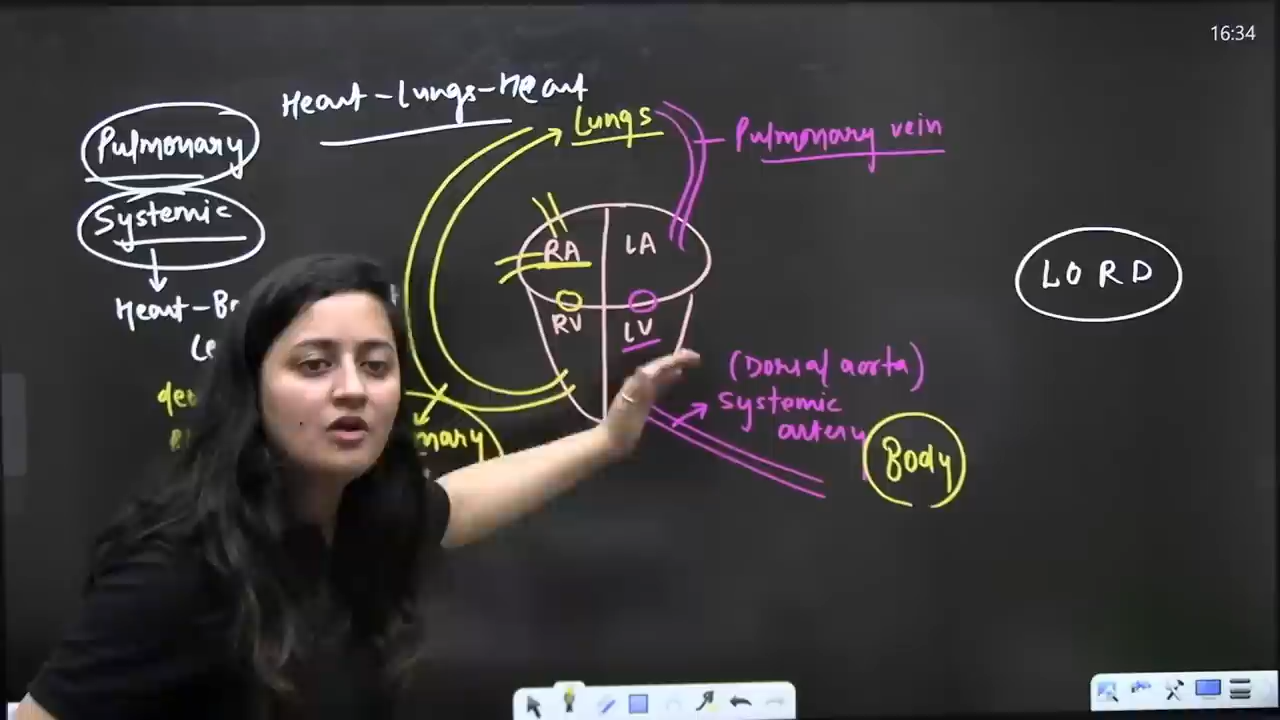 16:34
Heart-Lungs-Heart
Pulmonary
Lungs
Pulmonary vein
Systemic
RA
LA
LORD
Heart-
RV
LV
(Dorsal aorta)
systemic
artery
Body